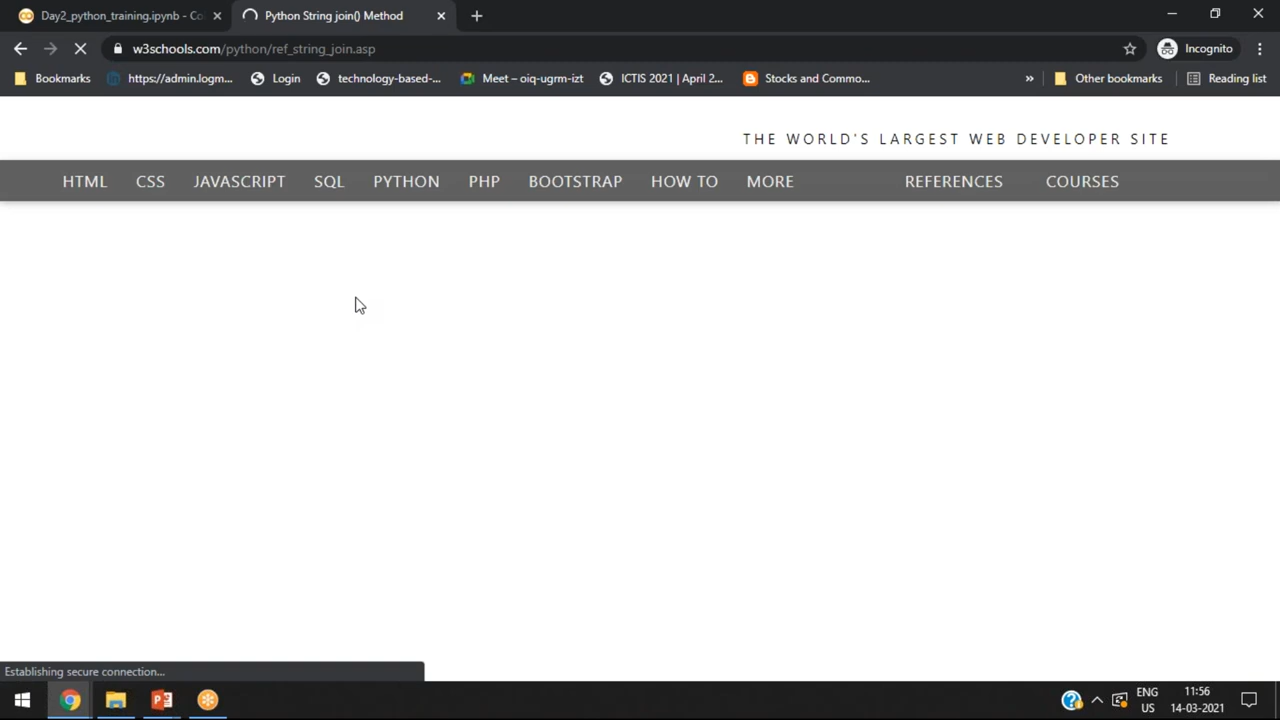 Day2_python_training.ipynb - Co
Python String join() Method
w3schools.com/python/ref_string_join.asp
Incognito
Bookmarks
https://admin.logm...
Login
technology-based-...
Meet – oiq-ugrm-izt
ICTIS 2021 | April 2...
Stocks and Commo...
»
Other bookmarks
Reading list
THE WORLD'S LARGEST WEB DEVELOPER SITE
HTML CSS JAVASCRIPT SQL PYTHON PHP BOOTSTRAP HOW TO MORE REFERENCES COURSES
Establishing secure connection...
ENG
US
11:56
14-03-2021